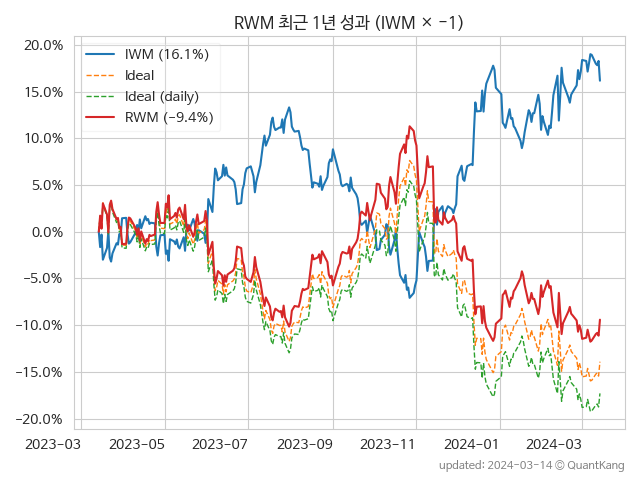 RWM 최근 1년 성과 (IWM × −1)
20.0%
15.0%
10.0%
5.0%
0.0%
−5.0%
−10.0%
−15.0%
−20.0%
IWM (16.1%)
Ideal
Ideal (daily)
RWM (−9.4%)
2023−03
2023−05
2023−07
2023−09
2023−11
2024−01
2024−03
updated: 2024−03−14 © QuantKang